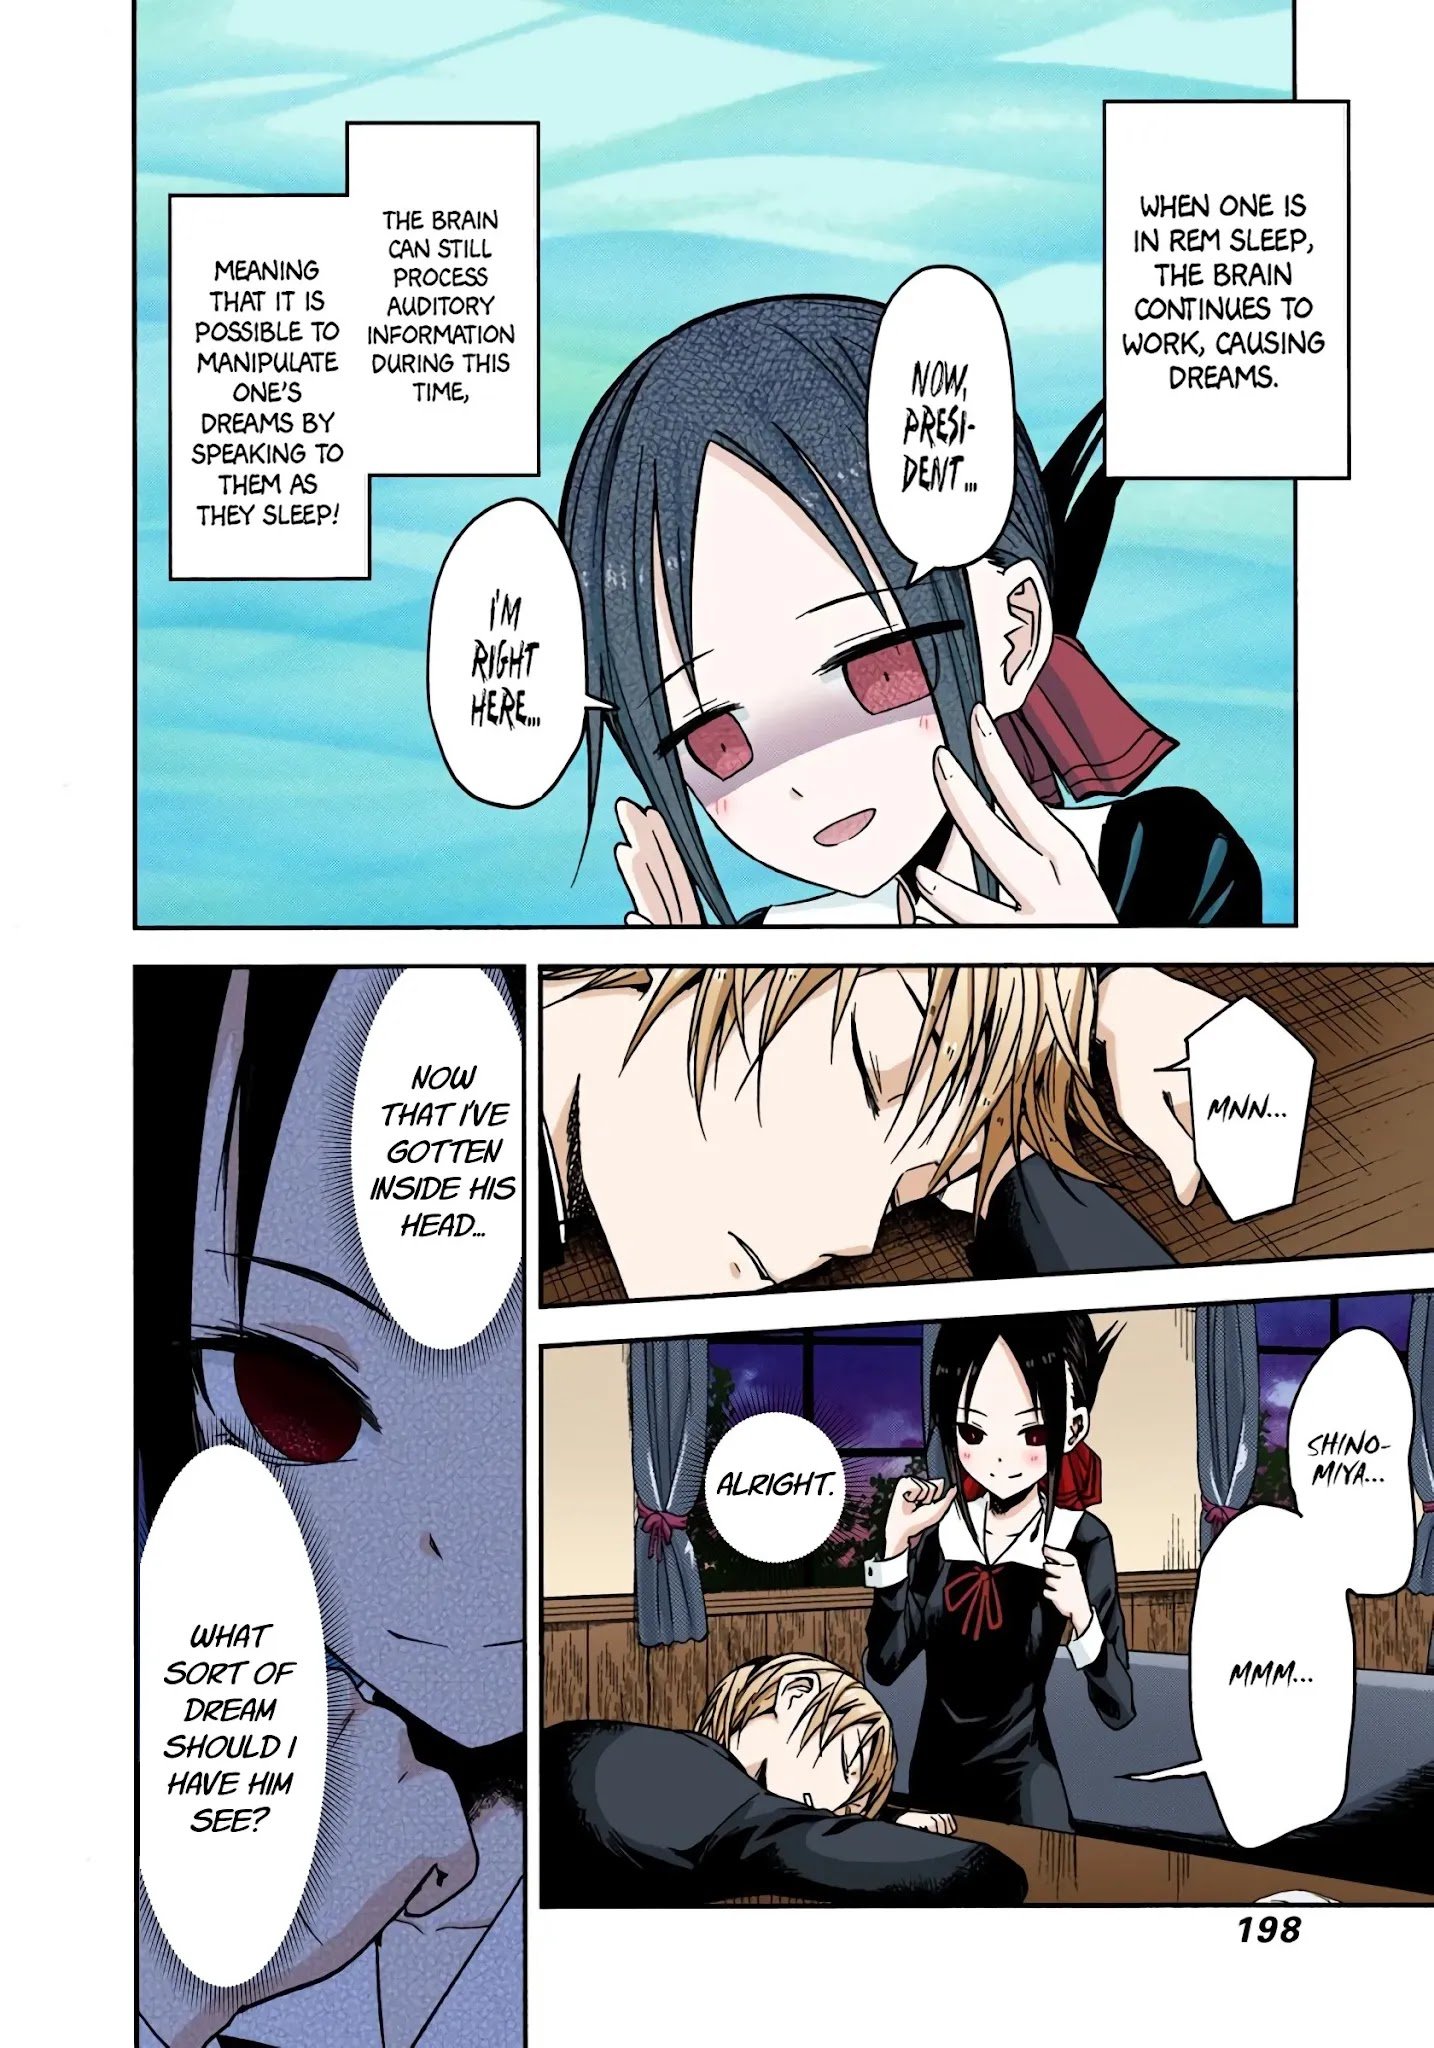 WHEN ONE IS
IN REM SLEEP,
THE BRAIN
CONTINUES TO
WORK, CAUSING
DREAMS.
NOW,
PRESI-
DENT...
THE BRAIN
CAN STILL
PROCESS
AUDITORY
INFORMATION
DURING THIS
TIME,
MEANING
THAT IT IS
POSSIBLE TO
MANIPULATE
ONE'S
DREAMS BY
SPEAKING TO
THEM AS
THEY SLEEP!
I'M
RIGHT
HERE...
MNN...
SHINO-
MIYA...
MMM...
ALRIGHT.
NOW
THAT I'VE
GOTTEN
INSIDE HIS
HEAD...
WHAT
SORT OF
DREAM
SHOULD I
HAVE HIM
SEE?
198